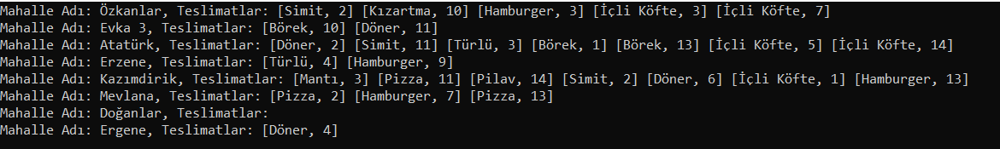 Mahalle Adı: Özkanlar, Teslimatlar: [Simit, 2] [Kızartma, 10] [Hamburger, 3] [İçli Köfte, 3] [İçli Köfte, 7]
Mahalle Adı: Evka 3, Teslimatlar: [Börek, 10] [Döner, 11]
Mahalle Adı: Atatürk, Teslimatlar: [Döner, 2] [Simit, 11] [Türlü, 3] [Börek, 1] [Börek, 13] [İçli Köfte, 5] [İçli Köfte, 14]
Mahalle Adı: Erzene, Teslimatlar: [Türlü, 4] [Hamburger, 9]
Mahalle Adı: Kazımdirik, Teslimatlar: [Mantı, 3] [Pizza, 11] [Pilav, 14] [Simit, 2] [Döner, 6] [İçli Köfte, 1] [Hamburger, 13]
Mahalle Adı: Mevlana, Teslimatlar: [Pizza, 2] [Hamburger, 7] [Pizza, 13]
Mahalle Adı: Doğanlar, Teslimatlar:
Mahalle Adı: Ergene, Teslimatlar: [Döner, 4]